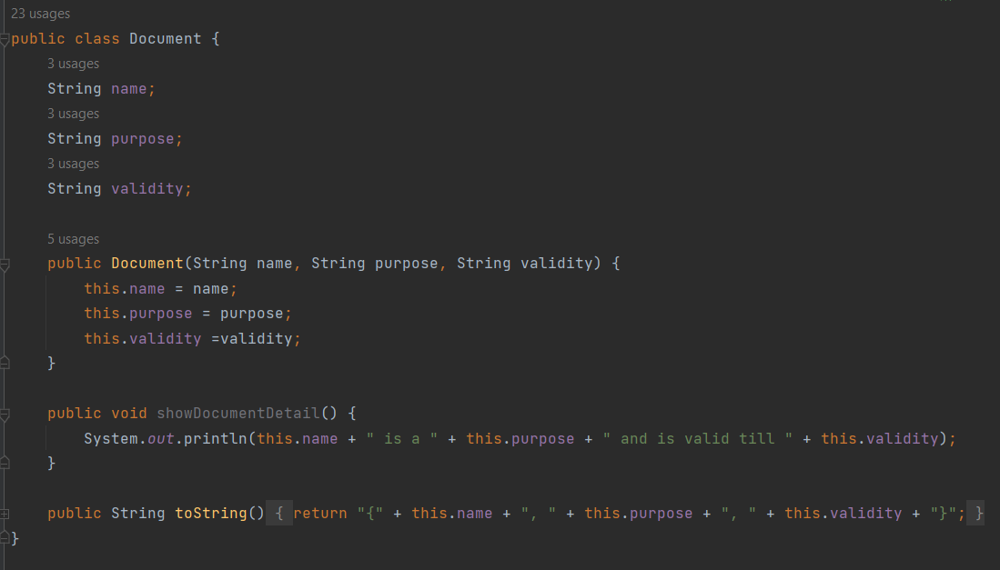 23 usages
public class Document {
3 usages
String name;
3 usages
String purpose;
3 usages
String validity;
5 usages
public Document(String name, String purpose, String validity) {
this.name = name;
this.purpose = purpose;
this.validity =validity;
}
public void showDocumentDetail() {
System.out.println(this.name + " is a " + this.purpose + " and is valid till " + this.validity);
}
public String toString() { return "{" + this.name + ", " + this.purpose + ", " + this.validity + "}"; }
}